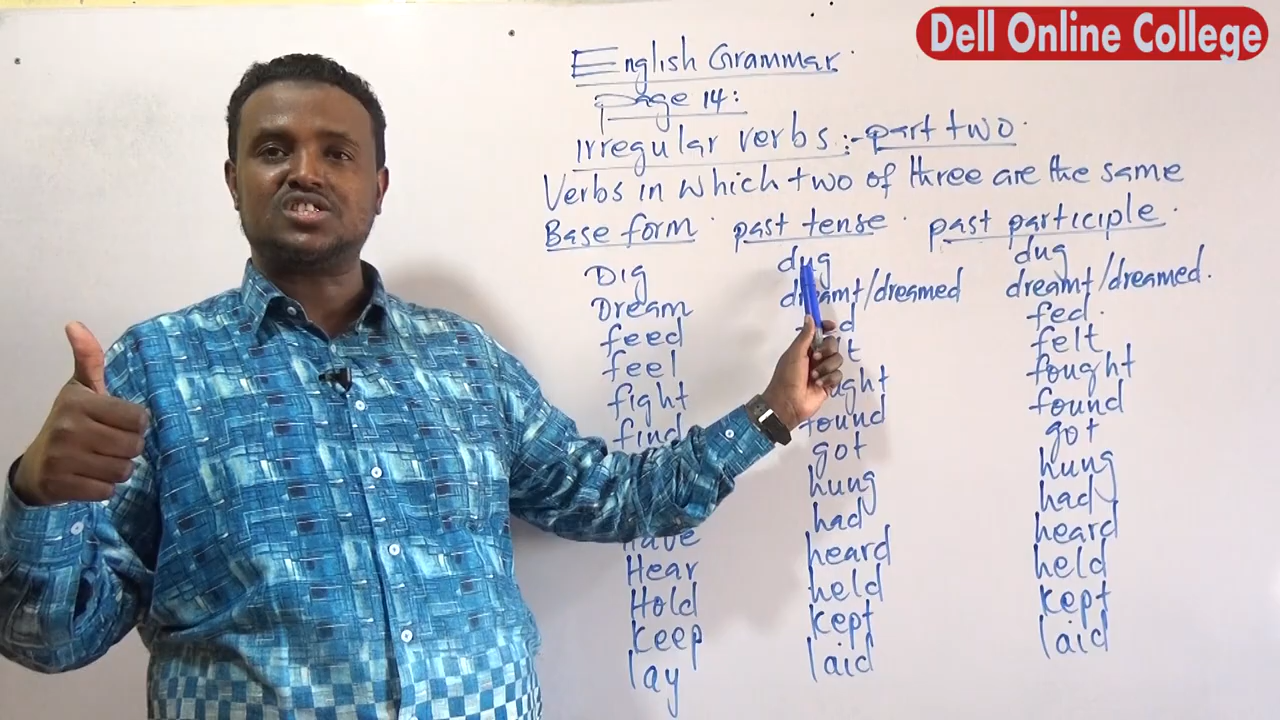 Dell Online College
English Grammar.
page 14:
Irregular verbs:- part two.
Verbs in which two of three are the same
Base form past tense past participle.
Dig dug dug
Dream dreamt/dreamed dreamt/dreamed.
feed fed.
feel felt
fight fought
find found found
got got
hung hung
had had
Hear heard heard
Hold held held
keep kept kept
lay laid laid